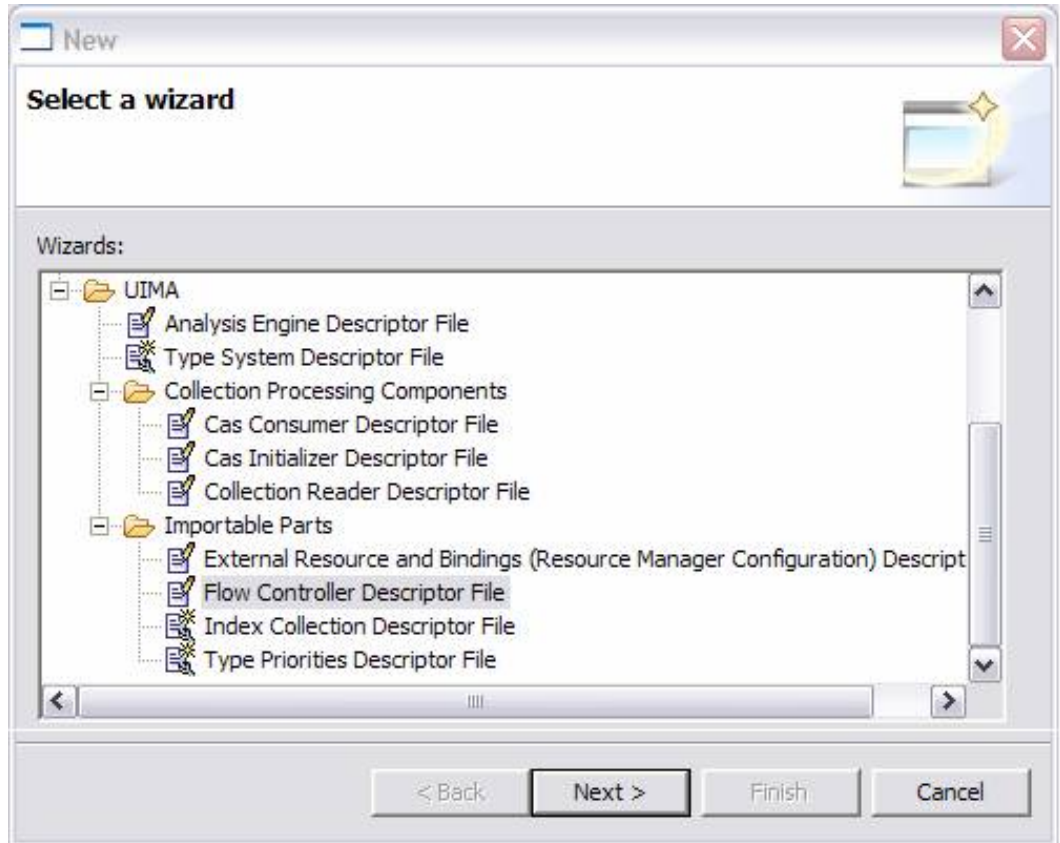 New
Select a wizard
Wizards:
UIMA
Analysis Engine Descriptor File
Type System Descriptor File
Collection Processing Components
Cas Consumer Descriptor File
Cas Initializer Descriptor File
Collection Reader Descriptor File
Importable Parts
External Resource and Bindings (Resource Manager Configuration) Descript
Flow Controller Descriptor File
Index Collection Descriptor File
Type Priorities Descriptor File
< Back Next > Finish Cancel